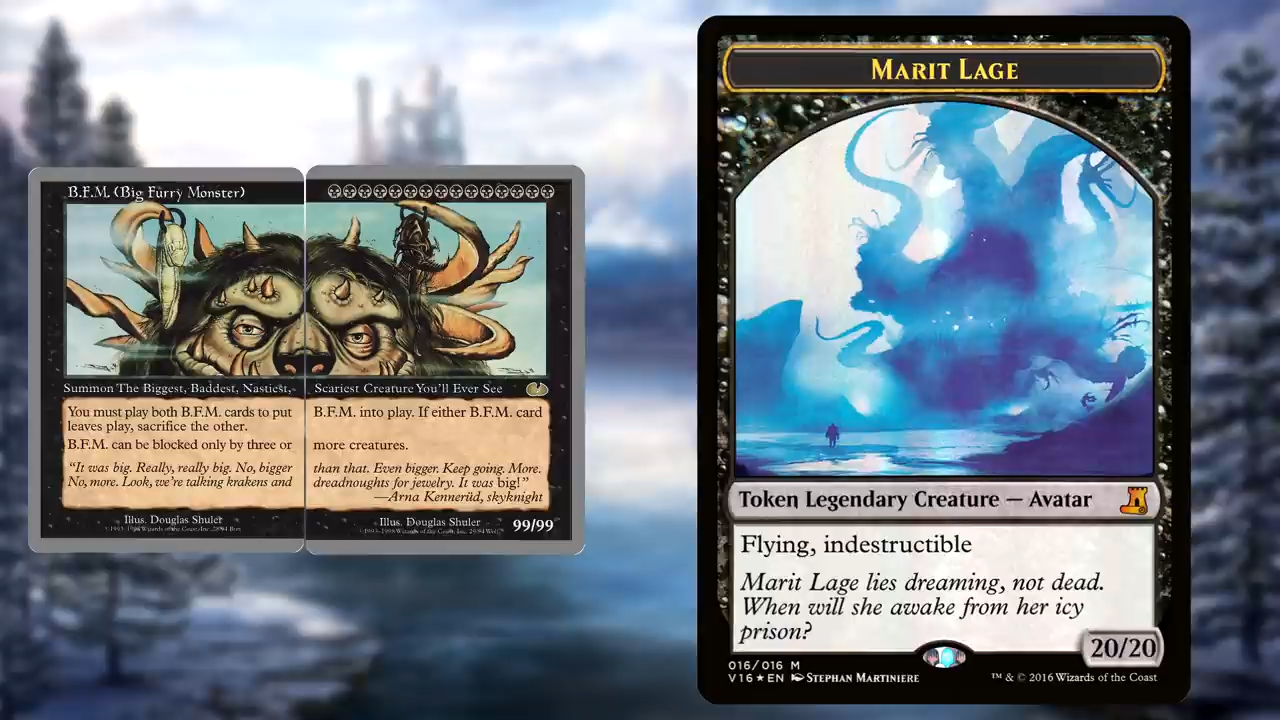 B.F.M. (Big Furry Monster)
Summon The Biggest, Baddest, Nastiest,
Scariest Creature You'll Ever See
You must play both B.F.M. cards to put
B.F.M. into play. If either B.F.M. card
leaves play, sacrifice the other.
B.F.M. can be blocked only by three or
more creatures.
"It was big. Really, really big. No, bigger
than that. Even bigger. Keep going. More.
No, more. Look, we're talking krakens and
dreadnoughts for jewelry. It was big!"
—Arna Kennerüd, skyknight
Illus. Douglas Shuler
Illus. Douglas Shuler
99/99
Marit Lage
Token Legendary Creature — Avatar
Flying, indestructible
Marit Lage lies dreaming, not dead.
When will she awake from her icy
prison?
20/20
016/016 M
V16 ★ EN Stephan Martiniere
™ & © 2016 Wizards of the Coast